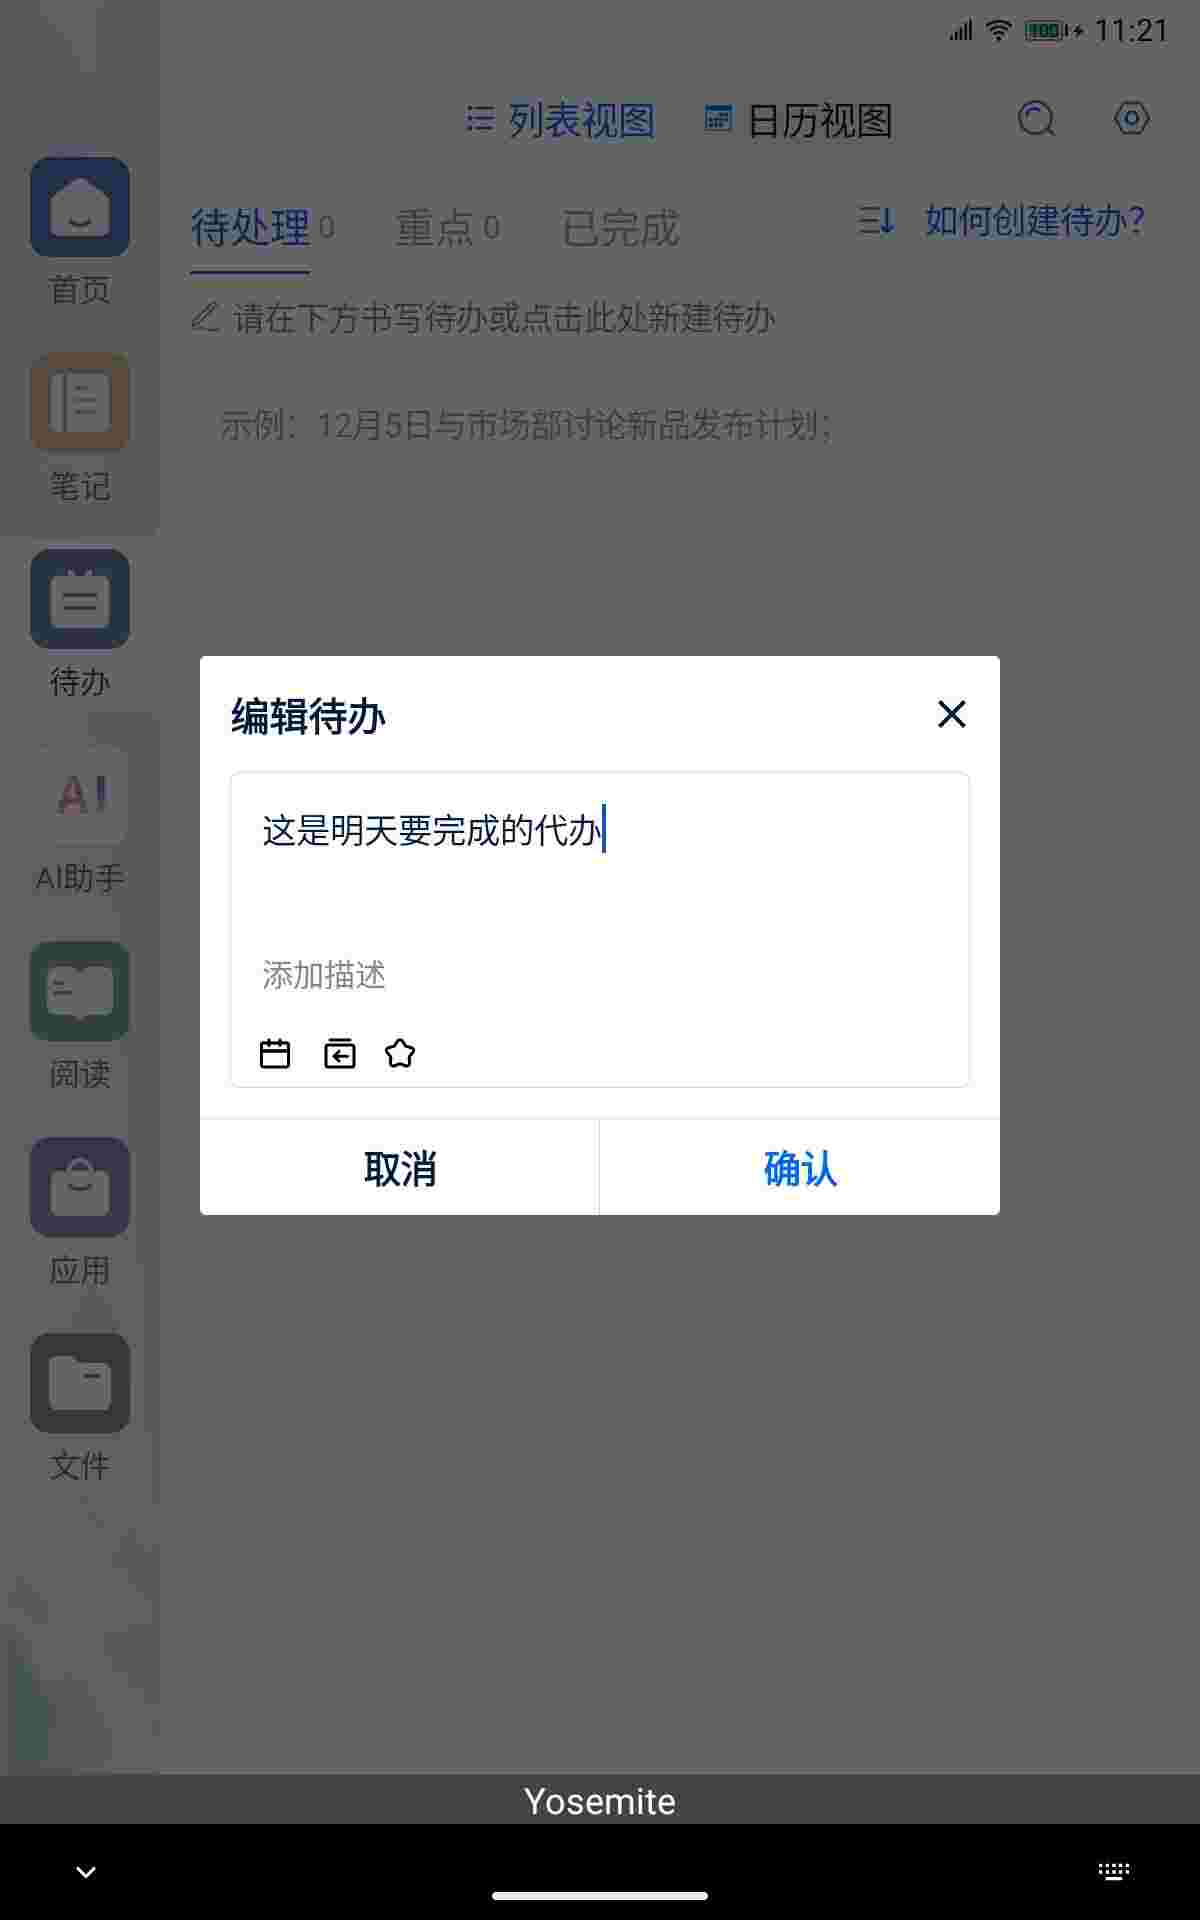 100 11:21
列表视图 日历视图
待处理 0 重点 0 已完成 如何创建待办?
首页
请在下方书写待办或点击此处新建待办
示例：12月5日与市场部讨论新品发布计划；
笔记
待办
编辑待办
AI
这是明天要完成的代办
AI助手
添加描述
阅读
取消 确认
应用
文件
Yosemite